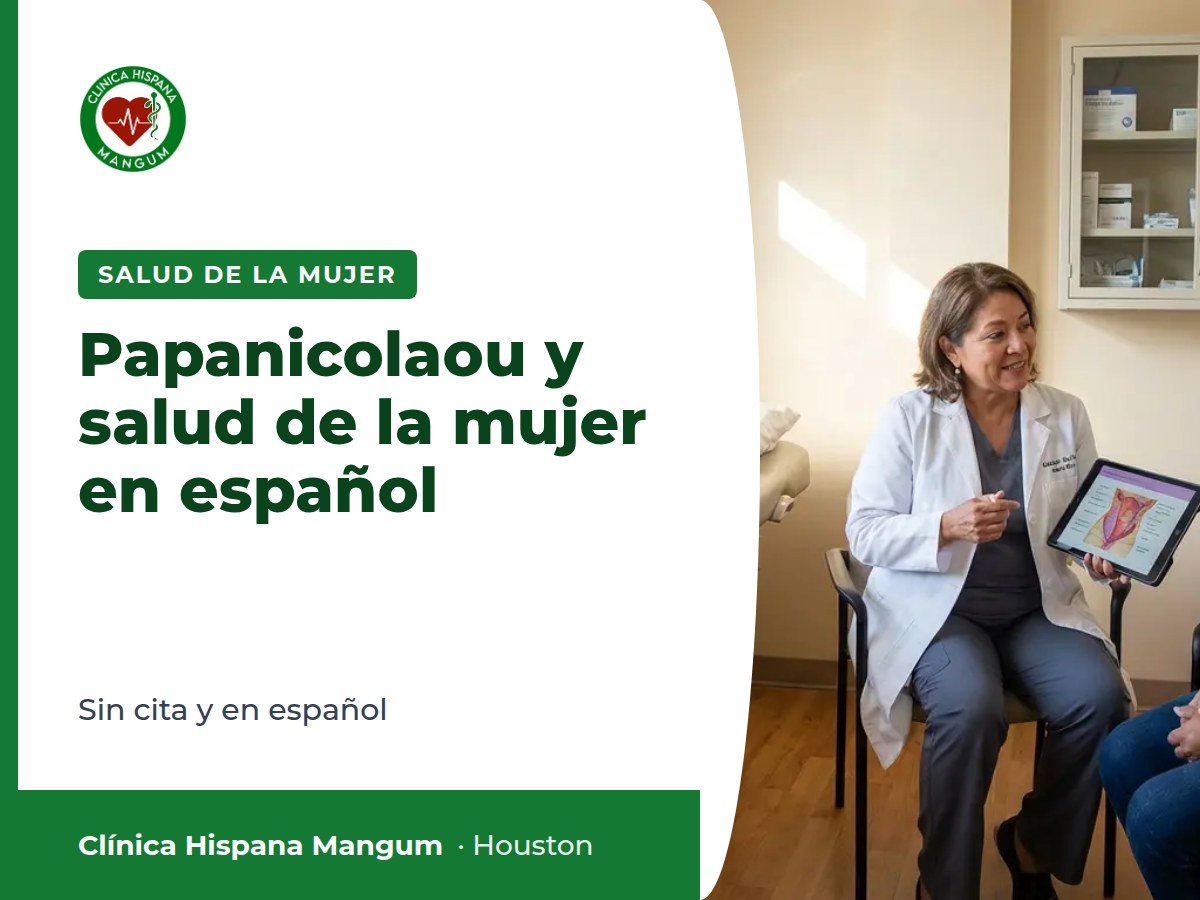 CLINICA HISPANA
MANGUM
SALUD DE LA MUJER
Papanicolaou y
salud de la mujer
en español
Sin cita y en español
Clínica Hispana Mangum · Houston